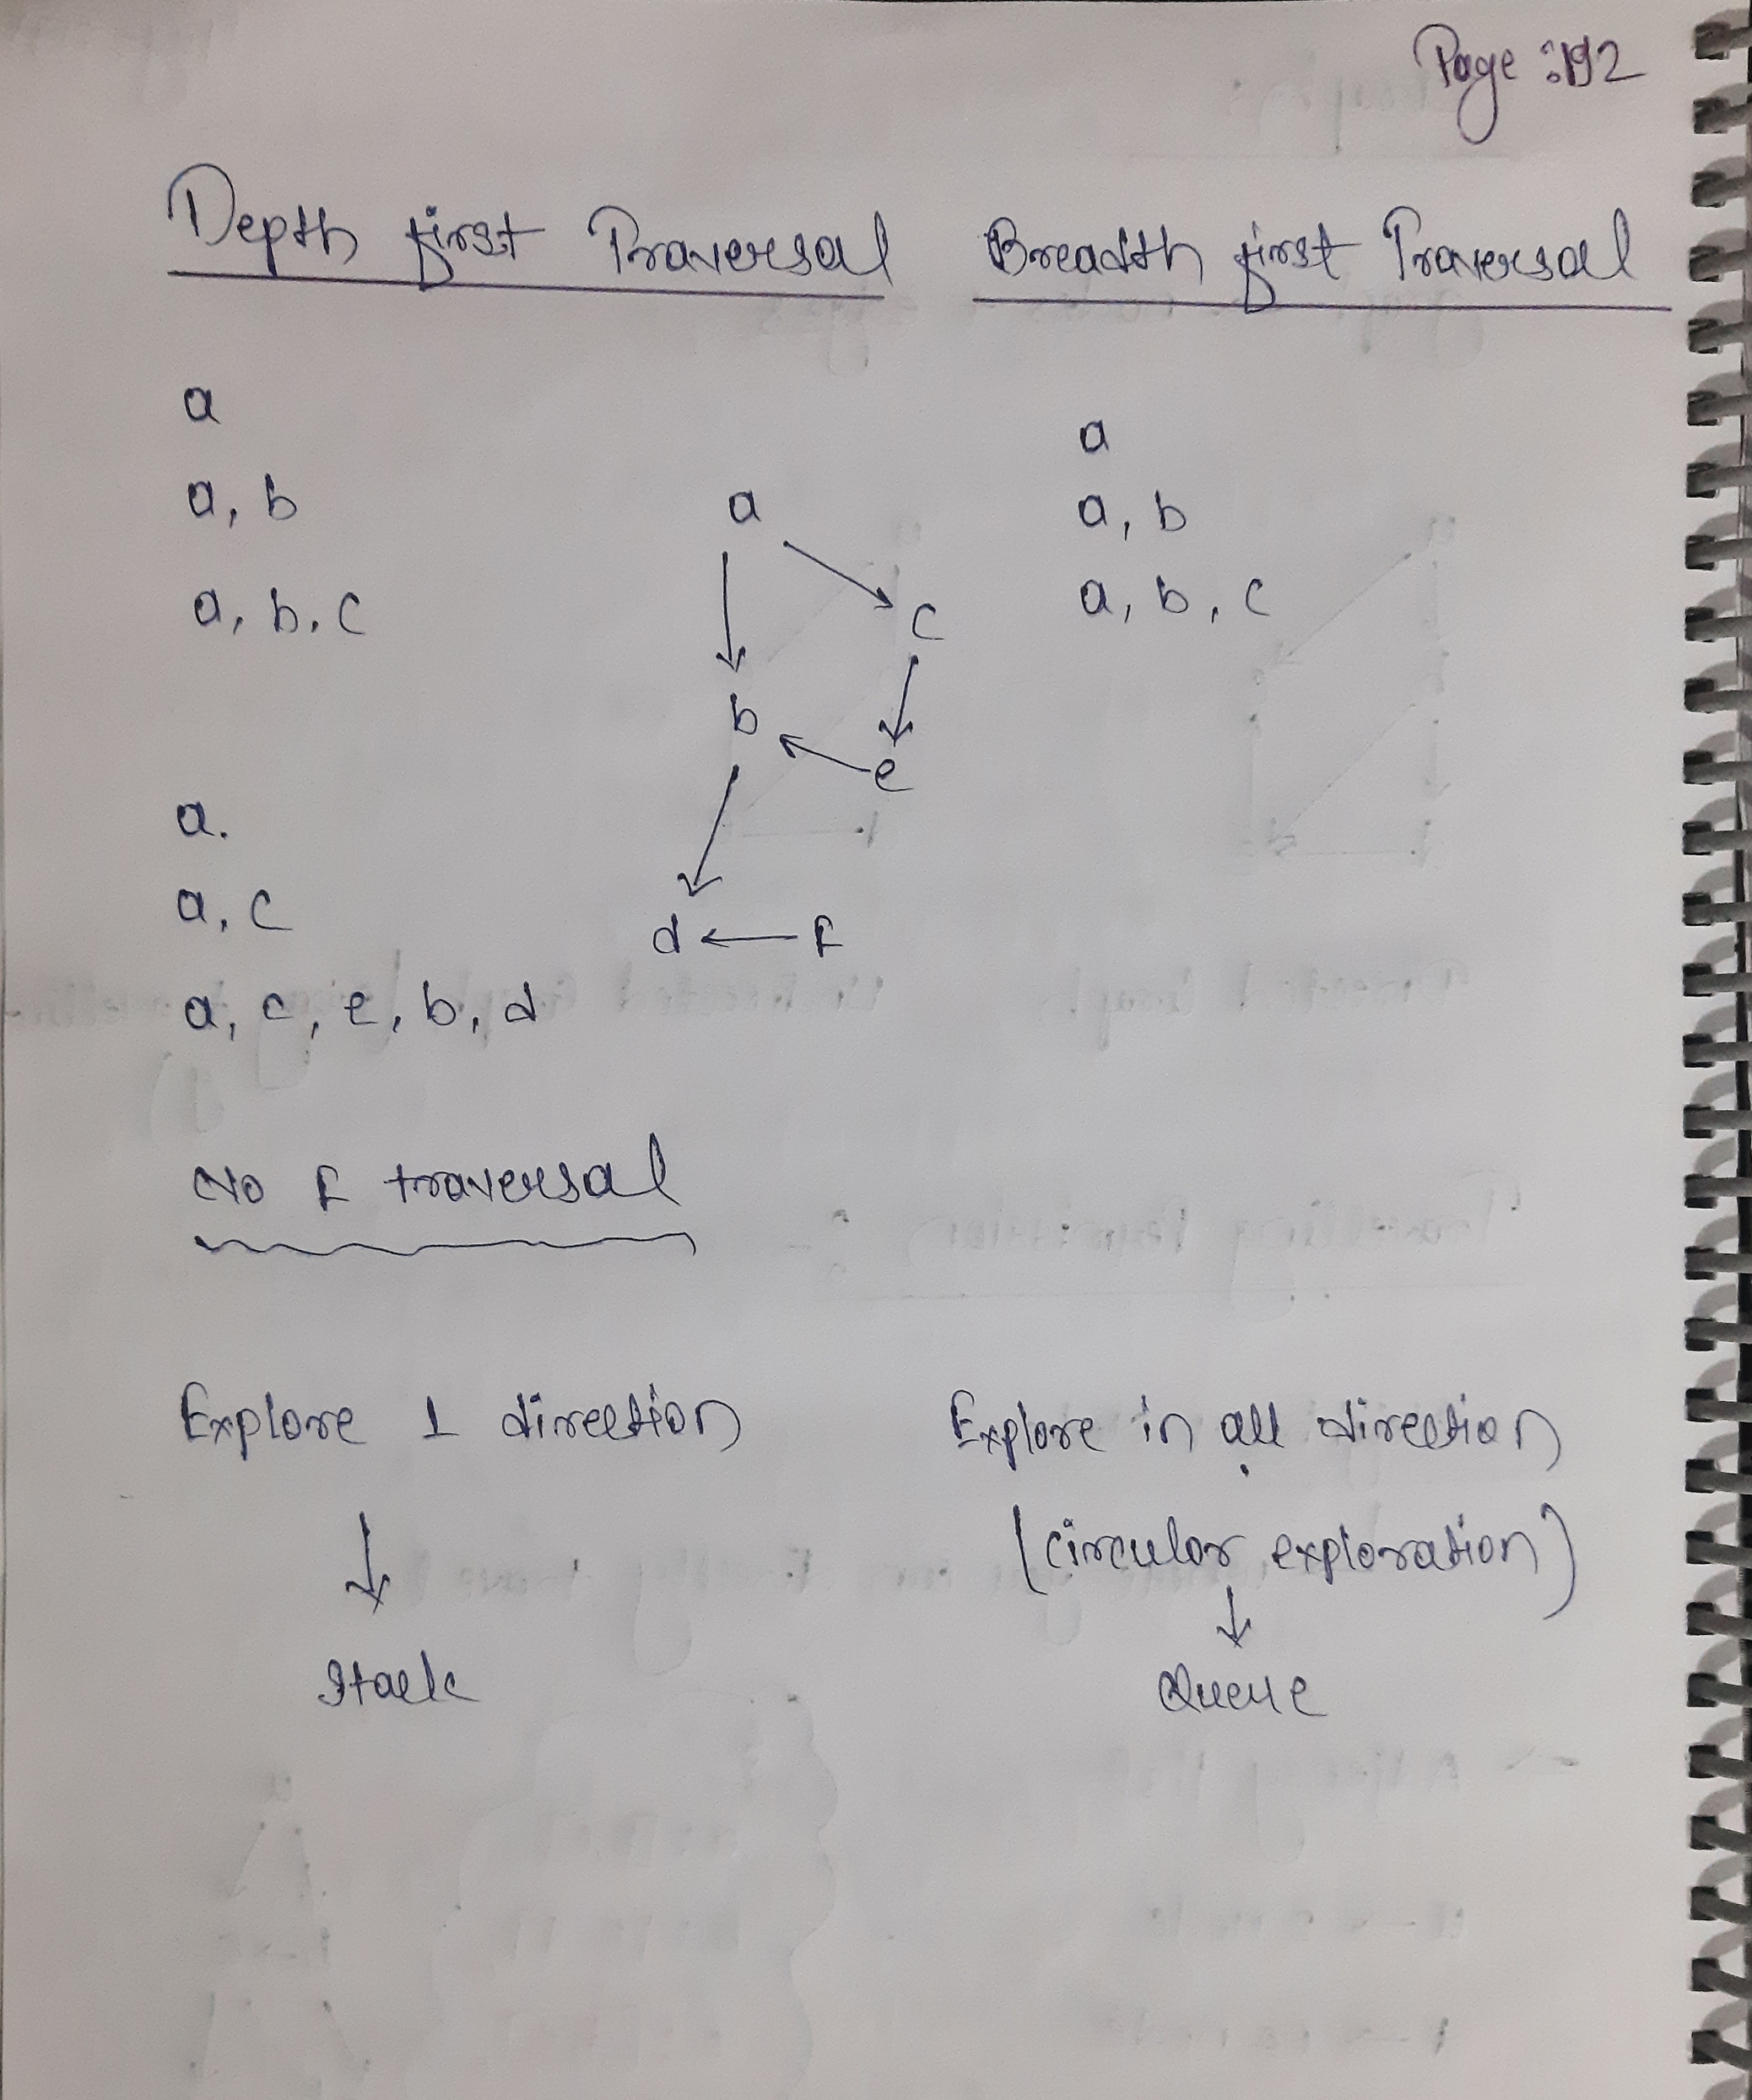 Page :192
Depth first Traversal
Breadth first Traversal
a
a, b
a, b, c
a.
a, c
a, c, e, b, d
a
c
b
e
d
f
a
a, b
a, b, c
No f traversal
Explore 1 direction
Stack
Explore in all direction
(circular exploration)
Queue